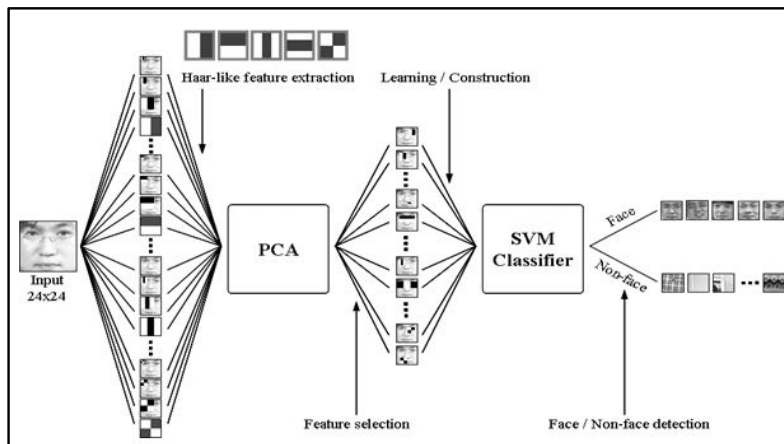 Haar-like feature extraction
Learning / Construction
Input
24x24
PCA
SVM
Classifier
Face
Non-face
Feature selection
Face / Non-face detection